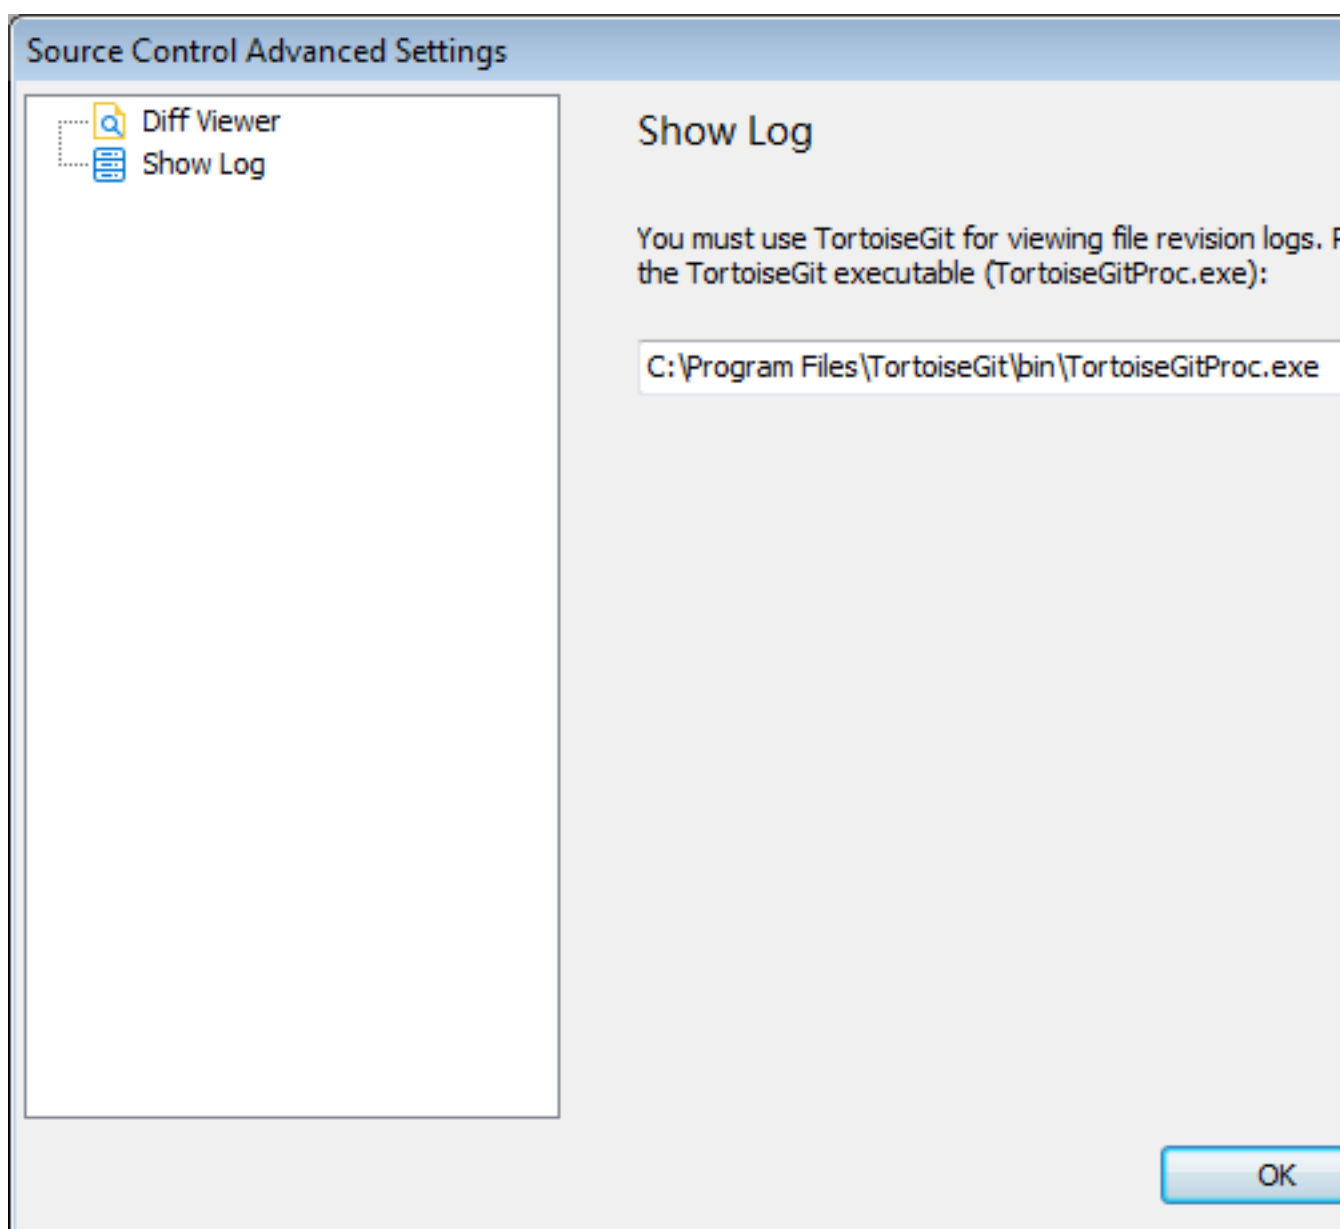 Source Control Advanced Settings
Diff Viewer
Show Log
Show Log
You must use TortoiseGit for viewing file revision logs.
the TortoiseGit executable (TortoiseGitProc.exe):
C:\Program Files\TortoiseGit\bin\TortoiseGitProc.exe
OK